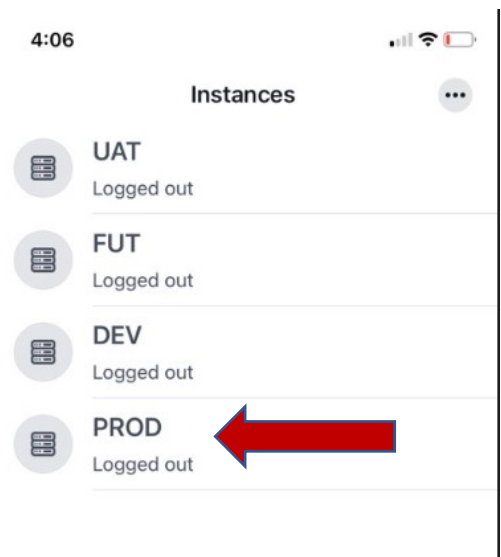 4:06
Instances
UAT
Logged out
FUT
Logged out
DEV
Logged out
PROD
Logged out